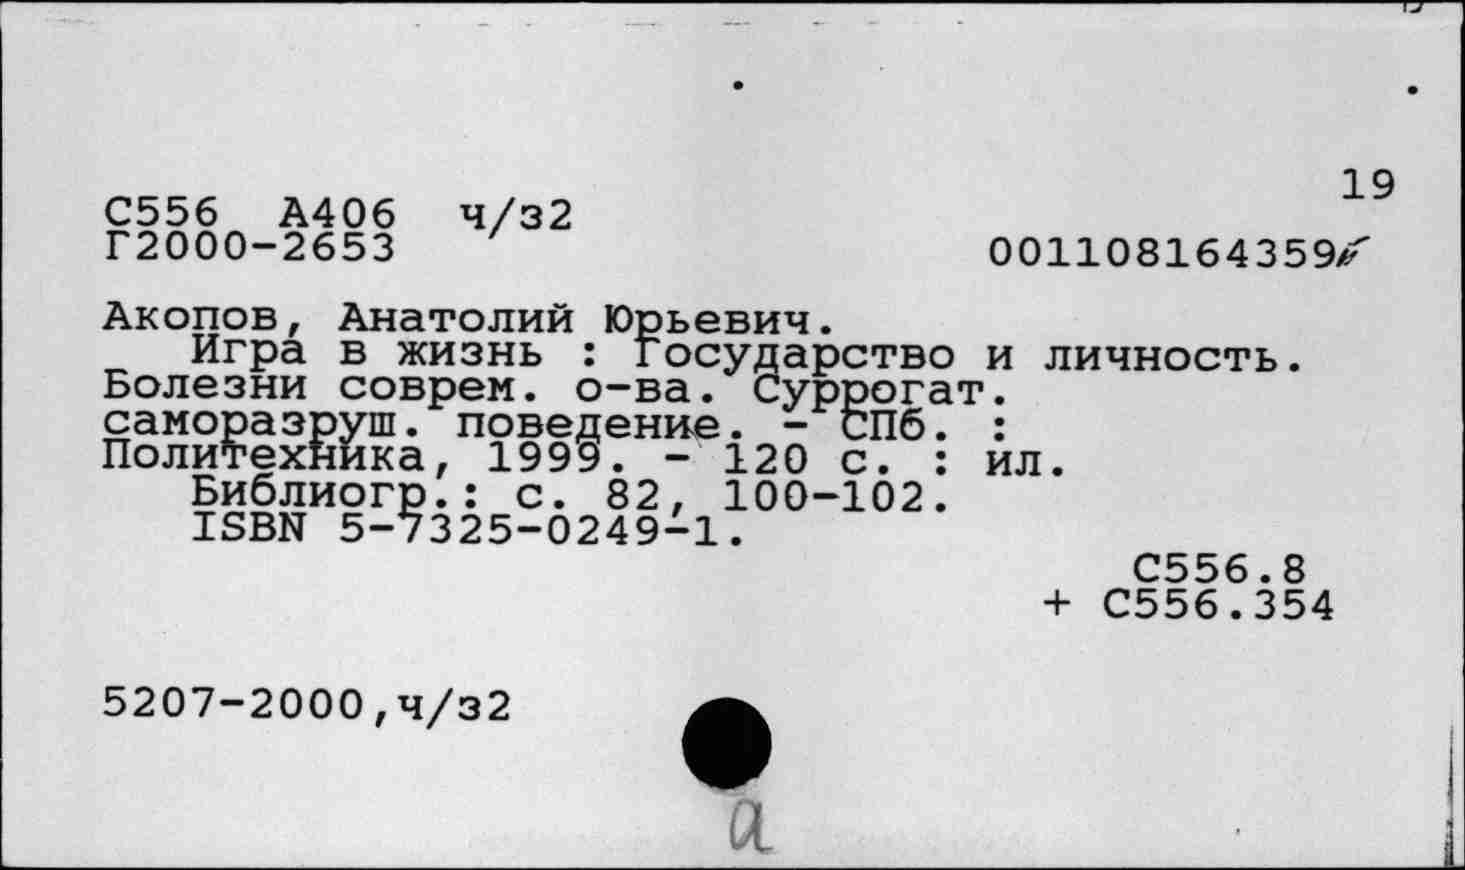 19
С556 А406 ч/з2
Г2000-2653
001108164359
Акопов, Анатолий Юрьевич.
Игра в жизнь : Государство и личность.
Болезни соврем. о-ва. Суррогат.
саморазруш. поведение. - СПб. :
Политехника, 1999. - 120 с. : ил.
Библиогр.: с. 82, 100-102.
ISBN 5-7325-0249-1.
С556.8
+ С556.354
5207-2000,ч/з2
а